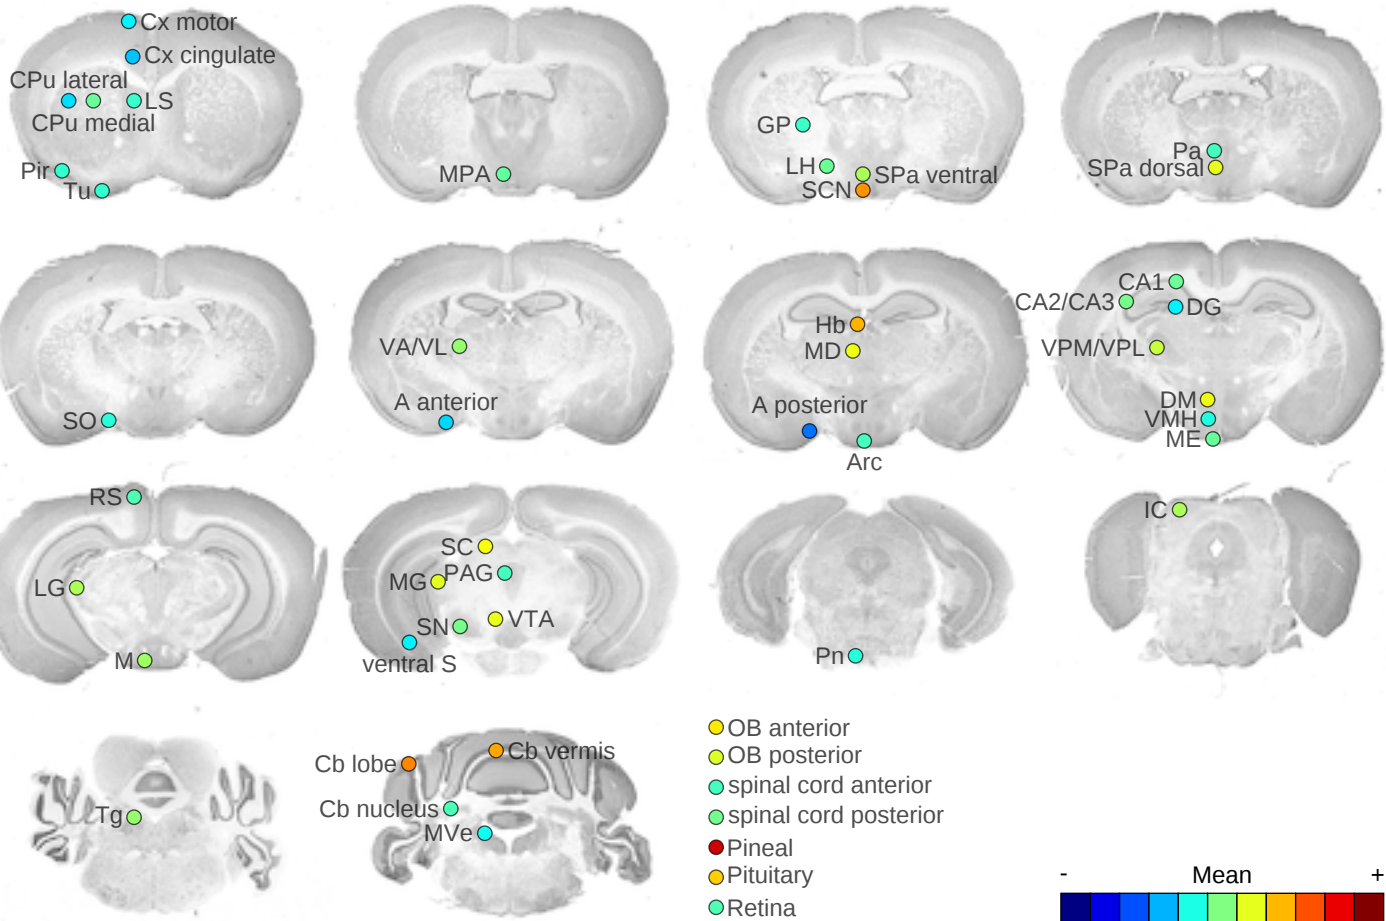 Cx motor
Cx cingulate
CPu lateral
LS
CPu medial
Pir
Tu
MPA
GP
LH
SPa ventral
SCN
Pa
SPa dorsal
SO
VA/VL
A anterior
Hb
MD
A posterior
Arc
CA1
CA2/CA3
DG
VPM/VPL
DM
VMH
ME
RS
LG
M
SC
PAG
MG
VTA
SN
ventral S
Pn
IC
Tg
Cb lobe
Cb vermis
Cb nucleus
MVe
OB anterior
OB posterior
spinal cord anterior
spinal cord posterior
Pineal
Pituitary
Retina
- Mean +